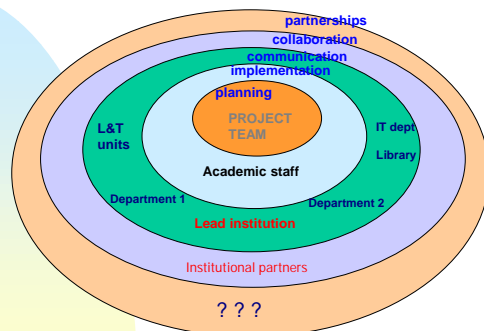 partnerships
collaboration
communication
implementation
planning
PROJECT
TEAM
L&T
units
IT dept
Library
Academic staff
Department 1
Department 2
Lead institution
Institutional partners
? ? ?